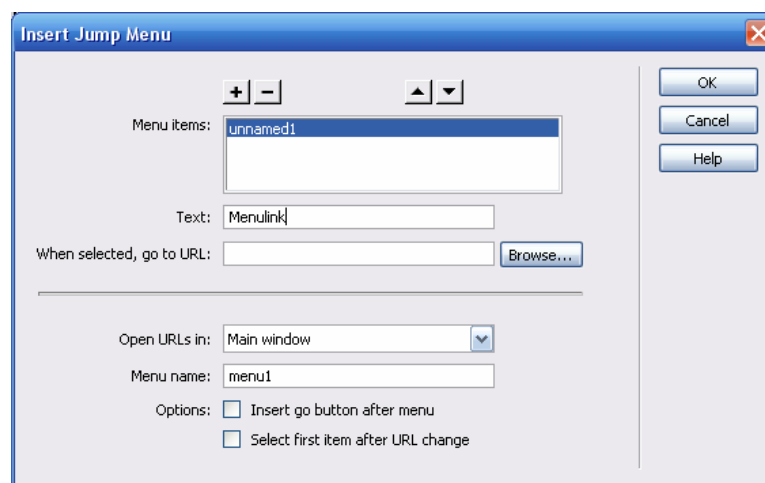 Insert Jump Menu
+ -
OK
Menu items: unnamed1
Cancel
Help
Text: Menulink
When selected, go to URL: Browse...
Open URLs in: Main window
Menu name: menu1
Options: Insert go button after menu
Select first item after URL change